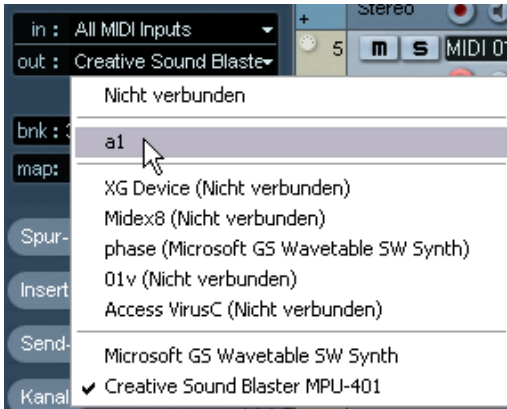 in : All MIDI Inputs
out : Creative Sound Blaste
bnk :
map:
Spur-
Insert
Send-
Kanal
Nicht verbunden
a1
XG Device (Nicht verbunden)
Midex8 (Nicht verbunden)
phase (Microsoft GS Wavetable SW Synth)
01v (Nicht verbunden)
Access VirusC (Nicht verbunden)
Microsoft GS Wavetable SW Synth
✔ Creative Sound Blaster MPU-401
+
Stereo
5 m S MIDI 01